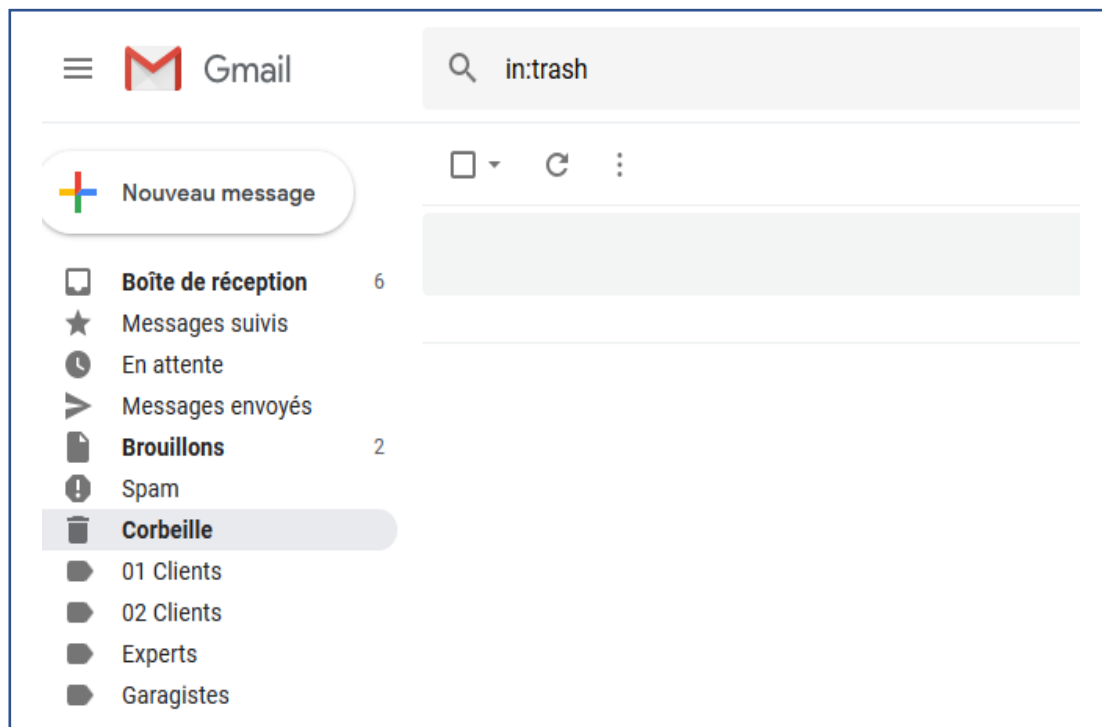 Gmail
in:trash
Nouveau message
Boîte de réception 6
Messages suivis
En attente
Messages envoyés
Brouillons 2
Spam
Corbeille
01 Clients
02 Clients
Experts
Garagistes